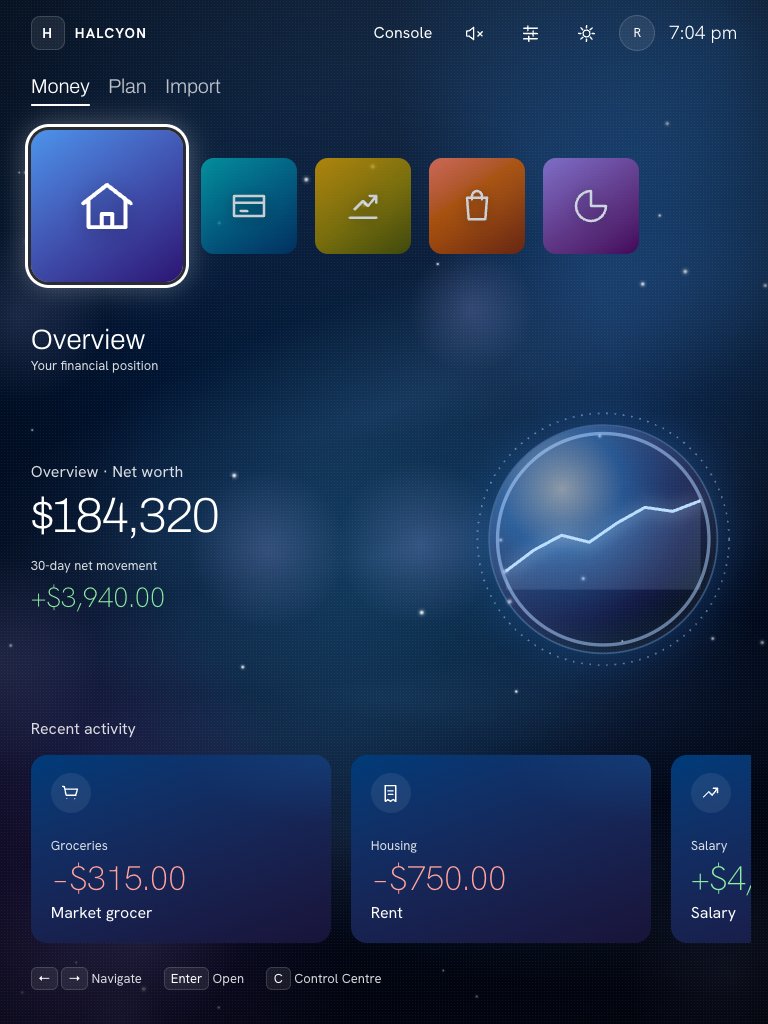 H HALCYON Console R 7:04 pm
Money Plan Import
Overview
Your financial position
Overview · Net worth
$184,320
30-day net movement
+$3,940.00
Recent activity
Groceries
−$315.00
Market grocer
Housing
−$750.00
Rent
Salary
+$4,
Salary
← → Navigate Enter Open C Control Centre